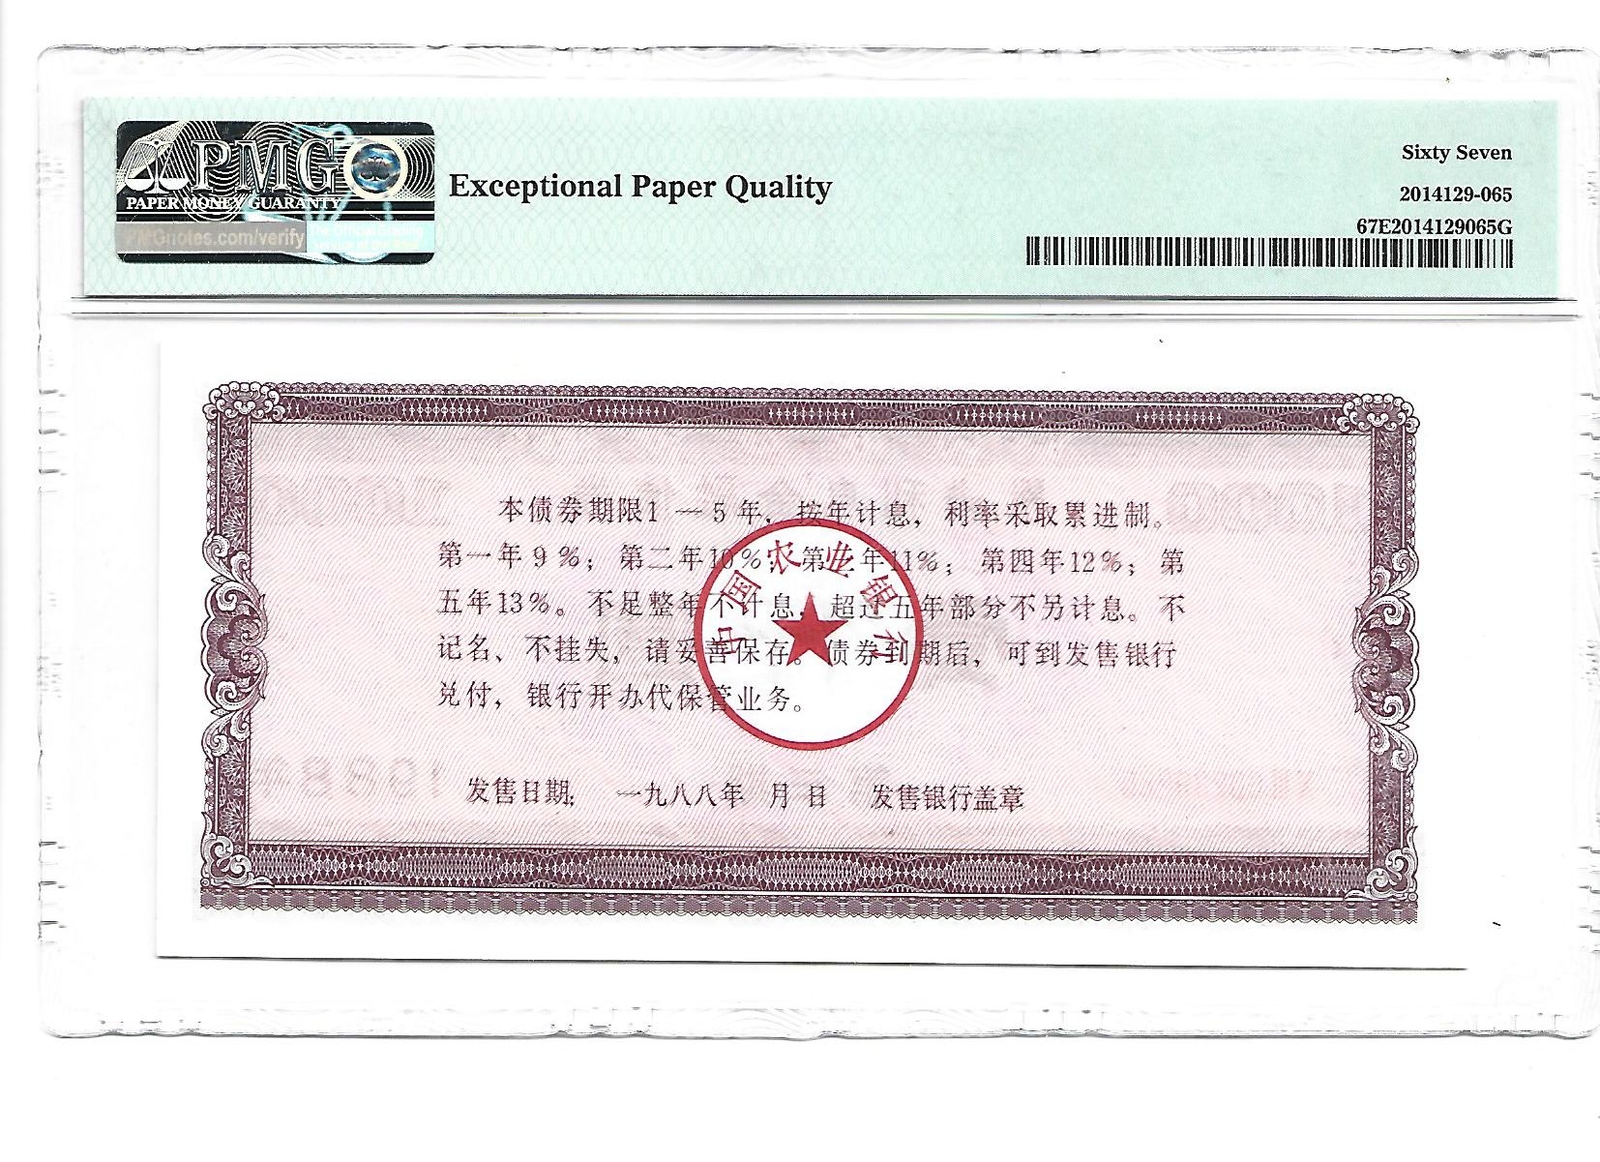 PMG
PAPER MONEY GUARANTY
PMGnotes.com/verify
The Official Grading
Service of the
Exceptional Paper Quality
Sixty Seven
2014129-065
67E2014129065G
本债券期限1一5年，按年计息，利率采取累进制。
第一年9%；第二年10%；第三年11%；第四年12%；第
五年13%。不足整年不计息，超过五年部分不另计息。不
记名、不挂失，请妥善保存。债券到期后，可到发售银行
兑付，银行开办代保管业务。
中国农业银行
发售日期： 一九八八年 月 日 发售银行盖章